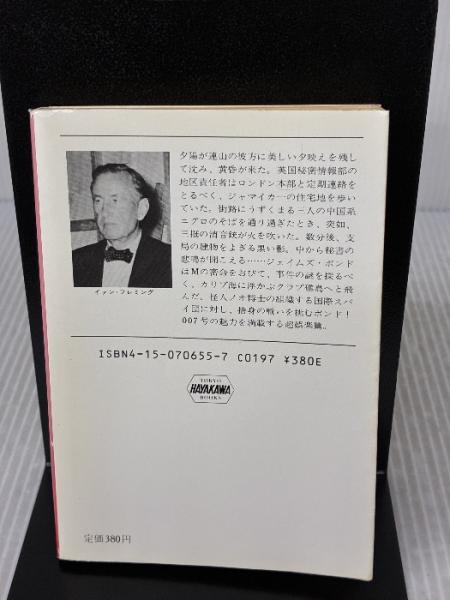 夕陽が連山の彼方に美しい夕映えを残し
て沈み、黄昏が来た。英国秘密情報部の
地区責任者はロンドン本部と定期連絡を
とるべく、ジャマイカーの住宅地を歩い
ていた。街路にうずくまる三人の中国系
ニグロのそばを通り過ぎたとき、突如、
三挺の消音銃が火を吹いた。数分後、支
局の建物をよぎる黒い影、中から秘書の
悲鳴が聞こえる……ジェイムズ・ボンド
はMの密命をおびて、事件の謎を探るべ
く、カリブ海に浮かぶクラブ礁島へと飛
んだ。怪人ノオ博士の組織する国際スパ
イ団に対し、捨身の戦いを挑むボンド！
007号の魅力を満載する超娯楽篇。
イァン・フレミング
ISBN4-15-070655-7 C0197 ¥380E
TOKYO
HAYAKAWA
BOOKS
定価380円